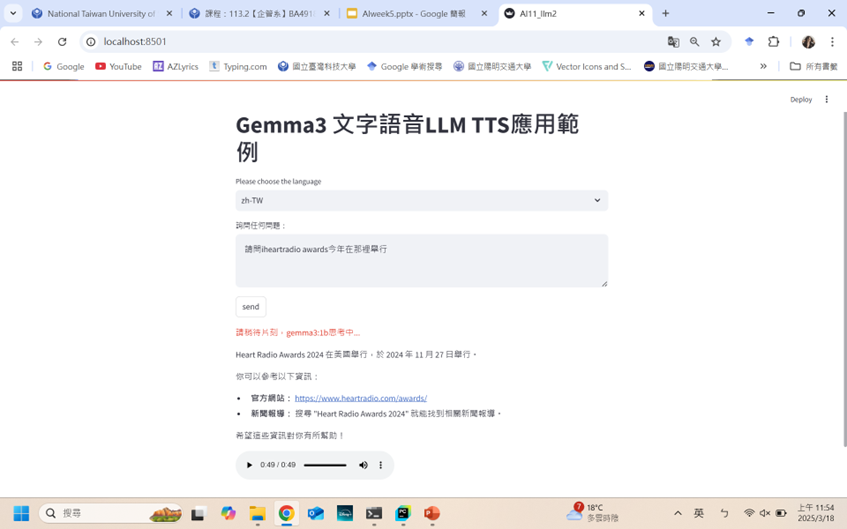 National Taiwan University of
課程：113.2【企管系】BA491
AIweek5.pptx - Google 簡報
AI11_llm2
localhost:8501
Google
YouTube
AZLyrics
Typing.com
國立臺灣科技大學
Google 學術搜尋
國立陽明交通大學
Vector Icons and S...
國立陽明交通大學...
所有書籤
Deploy
Gemma3 文字語音LLM TTS應用範
例
Please choose the language
zh-TW
詢問任何問題：
請問iheartradio awards今年在那裡舉行
send
請稍待片刻，gemma3:1b思考中...
Heart Radio Awards 2024 在美國舉行，於 2024 年 11 月 27 日舉行。
你可以參考以下資訊：
• 官方網站： https://www.heartradio.com/awards/
• 新聞報導： 搜尋 "Heart Radio Awards 2024" 就能找到相關新聞報導。
希望這些資訊對你有所幫助！
0:49 / 0:49
搜尋
7
18°C
多雲時陰
英
上午 11:54
2025/3/18